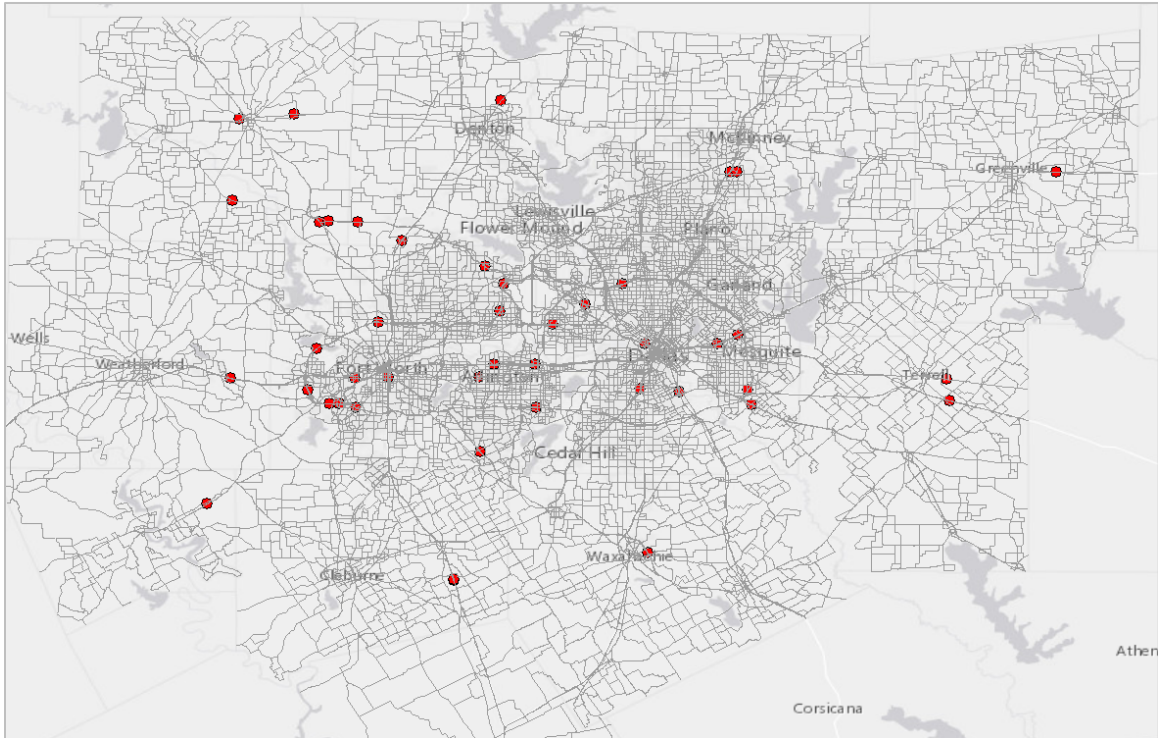 Denton
McKinney
Greenville
Lewisville
Flower Mound
Plano
Garland
Wells
Weatherford
Fort Worth
Dallas
Mesquite
Arlington
Terrell
Cedar Hill
Waxahachie
Cleburne
Athen
Corsicana